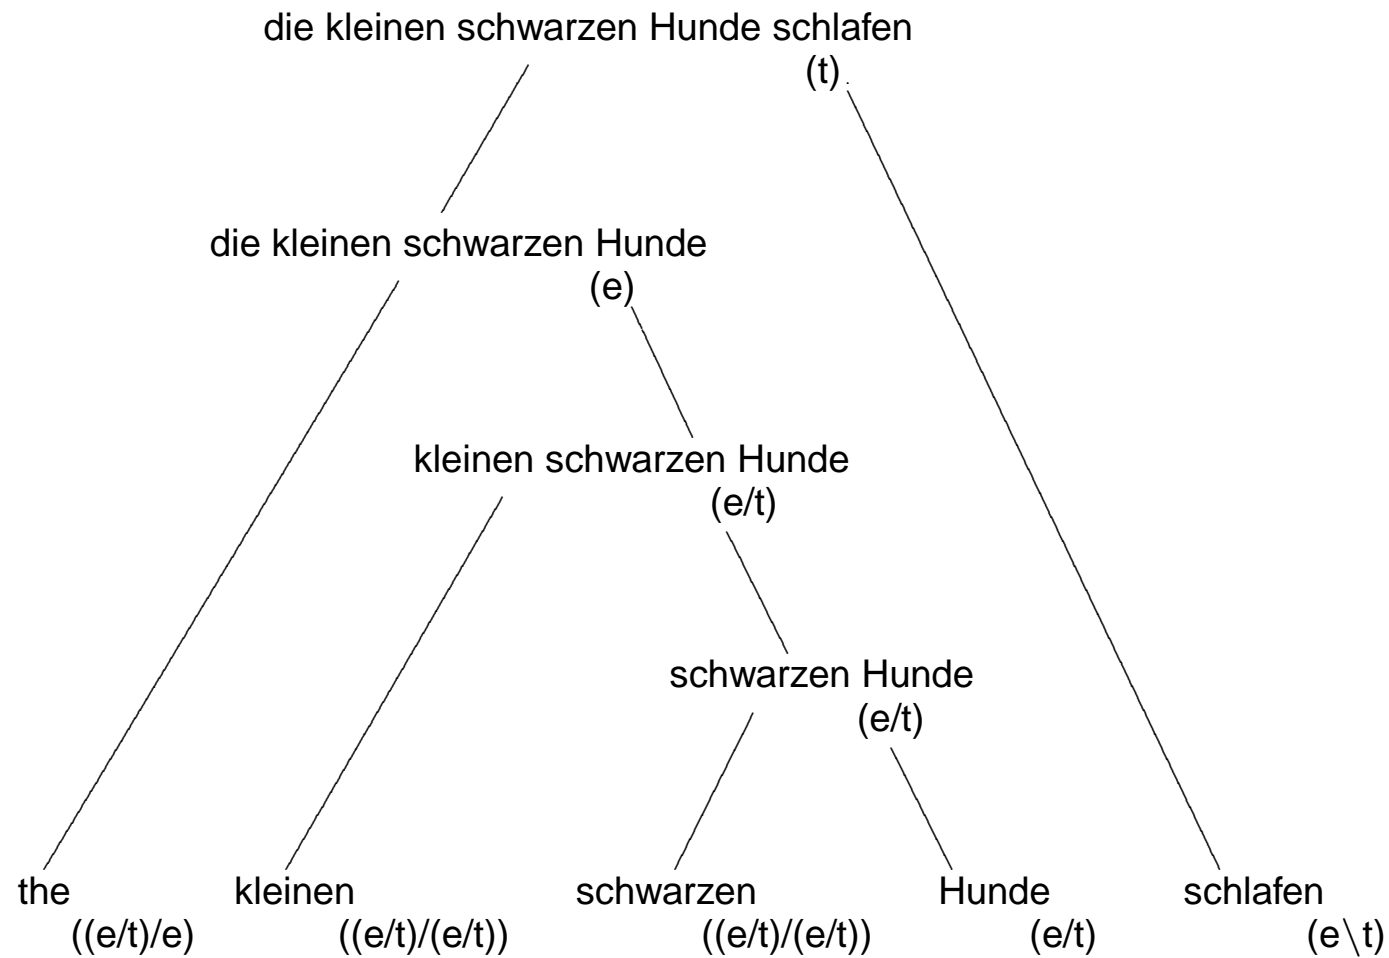 die kleinen schwarzen Hunde schlafen
(t)
die kleinen schwarzen Hunde
(e)
kleinen schwarzen Hunde
(e/t)
schwarzen Hunde
(e/t)
the kleinen schwarzen Hunde schlafen
((e/t)/e) ((e/t)/(e/t)) ((e/t)/(e/t)) (e/t) (e\t)